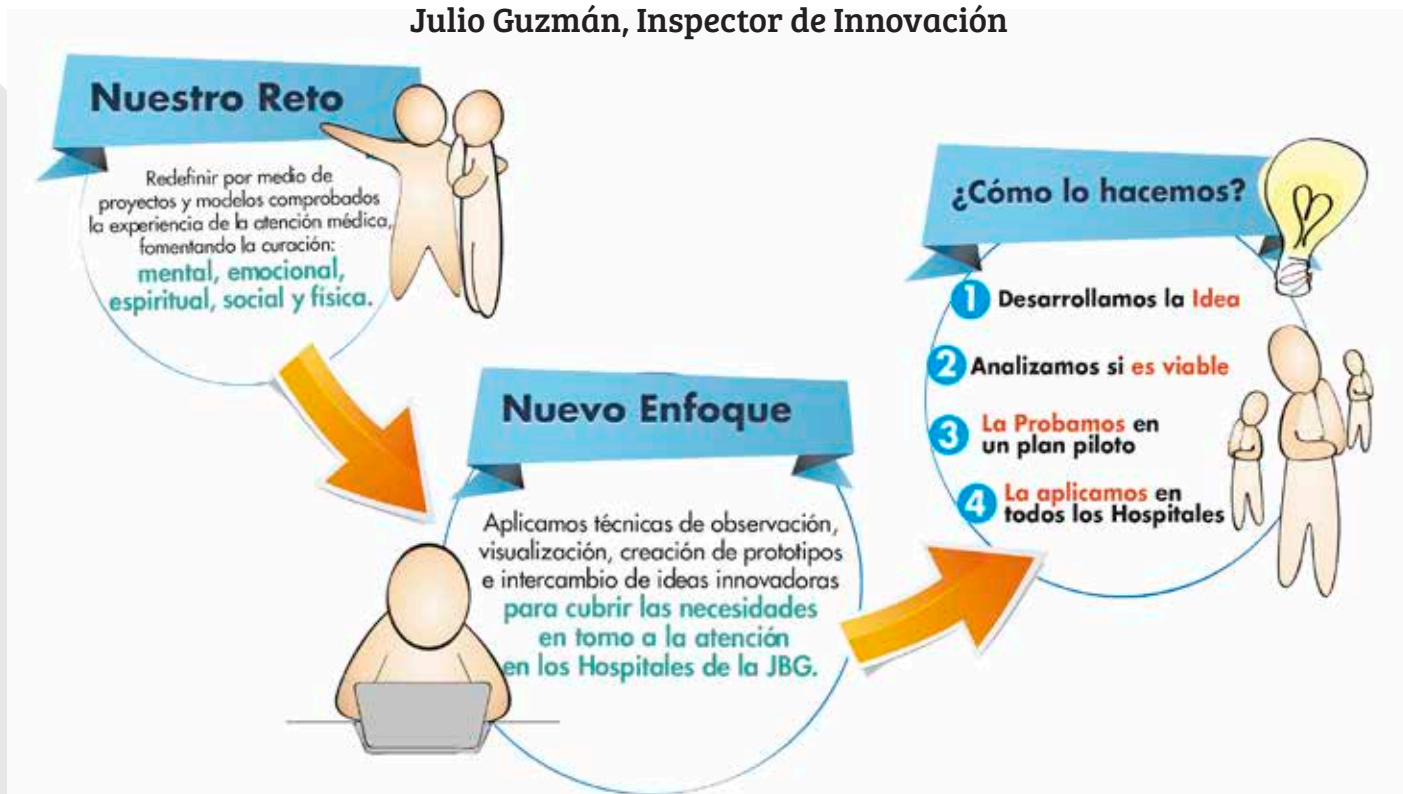 Julio Guzmán, Inspector de Innovación
Nuestro Reto
Redefinir por medio de
proyectos y modelos comprobados
la experiencia de la atención médica,
fomentando la curación:
mental, emocional,
espiritual, social y física.
Nuevo Enfoque
Aplicamos técnicas de observación,
visualización, creación de prototipos
e intercambio de ideas innovadoras
para cubrir las necesidades
en torno a la atención
en los Hospitales de la JBG.
¿Cómo lo hacemos?
1 Desarrollamos la Idea
2 Analizamos si es viable
3 La Probamos en
un plan piloto
4 La aplicamos en
todos los Hospitales